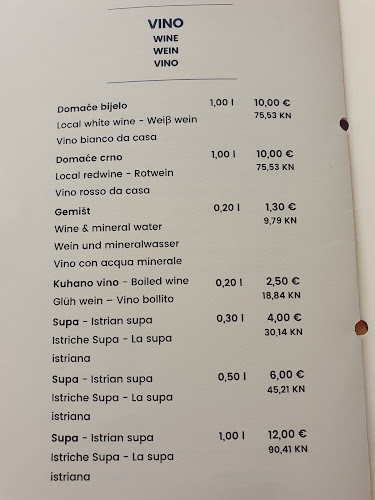 VINO
WINE
WEIN
VINO
Domaće bijelo 1,00 l 10,00 €
Local white wine - Weiβ wein 75,53 KN
Vino bianco da casa
Domaće crno 1,00 l 10,00 €
Local redwine - Rotwein 75,53 KN
Vino rosso da casa
Gemišt 0,20 l 1,30 €
Wine & mineral water 9,79 KN
Wein und mineralwasser
Vino con acqua minerale
Kuhano vino - Boiled wine 0,20 l 2,50 €
Glüh wein – Vino bollito 18,84 KN
Supa - Istrian supa 0,30 l 4,00 €
Istriche Supa - La supa 30,14 KN
istriana
Supa - Istrian supa 0,50 l 6,00 €
Istriche Supa - La supa 45,21 KN
istriana
Supa - Istrian supa 1,00 l 12,00 €
Istriche Supa - La supa 90,41 KN
istriana